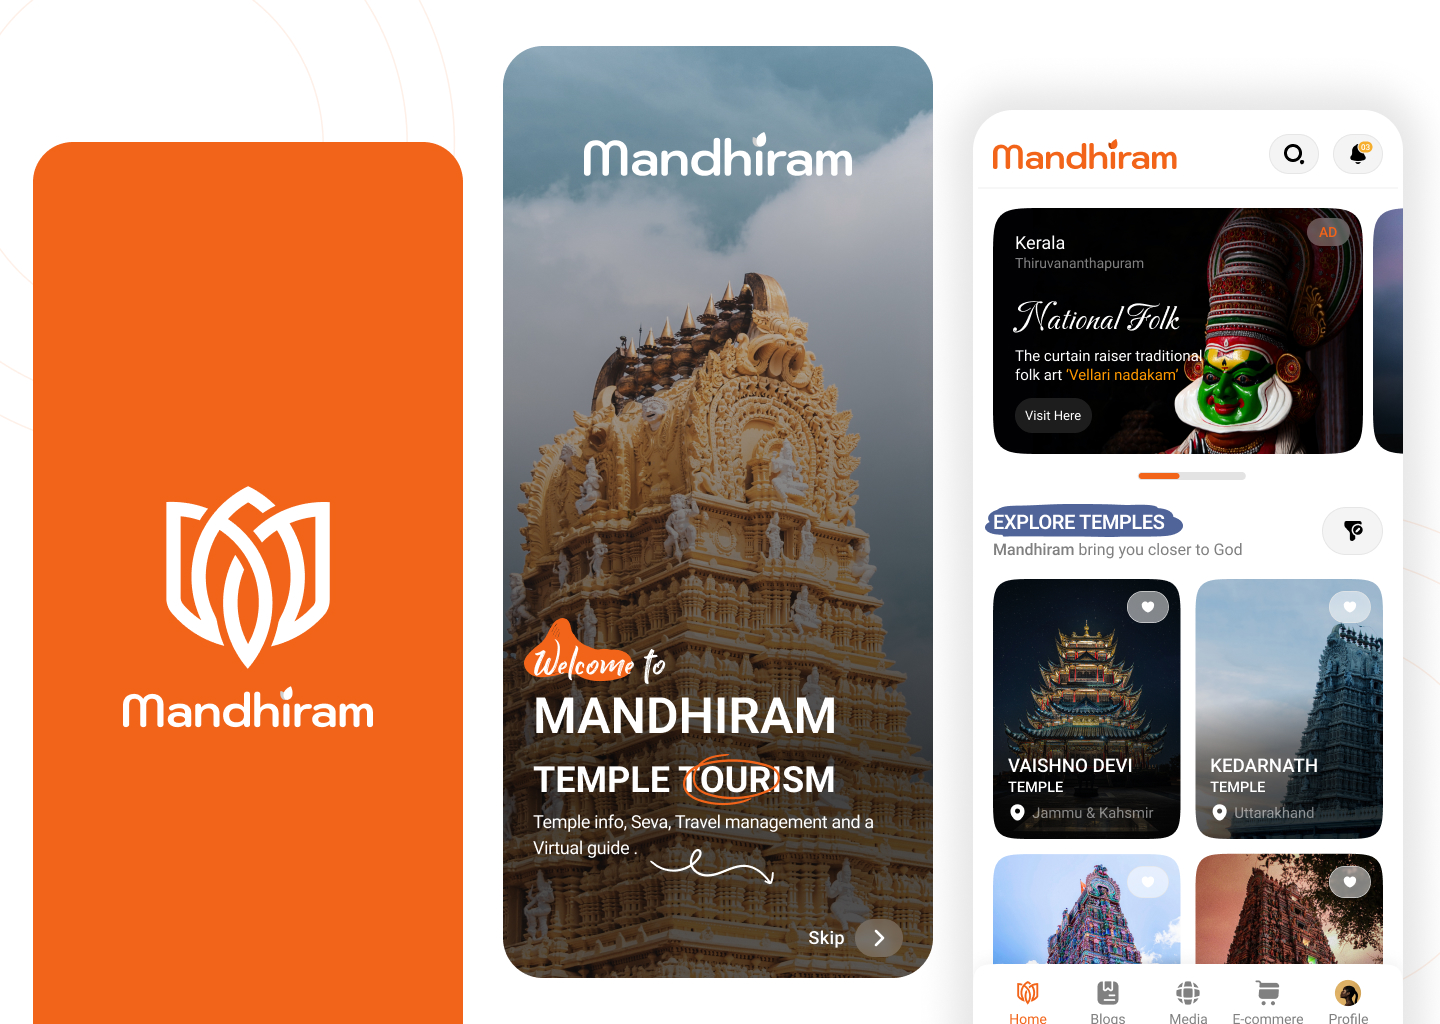 Mandhiram
Mandhiram
Welcome to
MANDHIRAM
TEMPLE TOURISM
Temple info, Seva, Travel management and a
Virtual guide .
Skip
Mandhiram
03
AD
Kerala
Thiruvananthapuram
National Folk
The curtain raiser traditional
folk art 'Vellari nadakam'
Visit Here
EXPLORE TEMPLES
Mandhiram bring you closer to God
VAISHNO DEVI
TEMPLE
Jammu & Kahsmir
KEDARNATH
TEMPLE
Uttarakhand
Home
Blogs
Media
E-commere
Profile